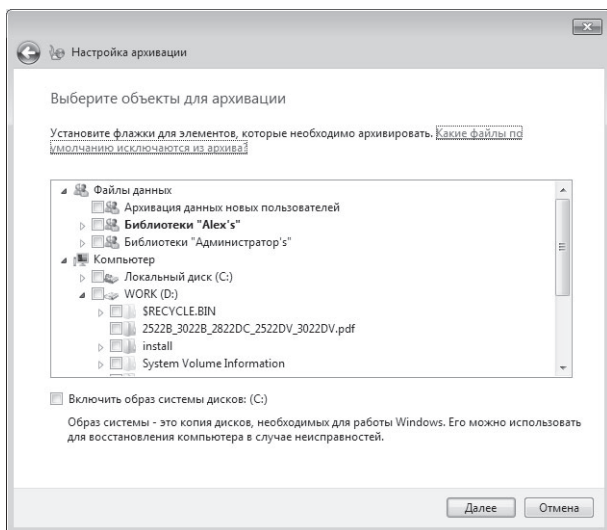 Настройка архивации
Выберите объекты для архивации
Установите флажки для элементов, которые необходимо архивировать. Какие файлы по
умолчанию исключаются из архива?
Файлы данных
Архивация данных новых пользователей
Библиотеки "Alex's"
Библиотеки "Администратор's"
Компьютер
Локальный диск (C:)
WORK (D:)
$RECYCLE.BIN
2522B_3022B_2822DC_2522DV_3022DV.pdf
install
System Volume Information
Включить образ системы дисков: (C:)
Образ системы - это копия дисков, необходимых для работы Windows. Его можно использовать
для восстановления компьютера в случае неисправностей.
Далее Отмена